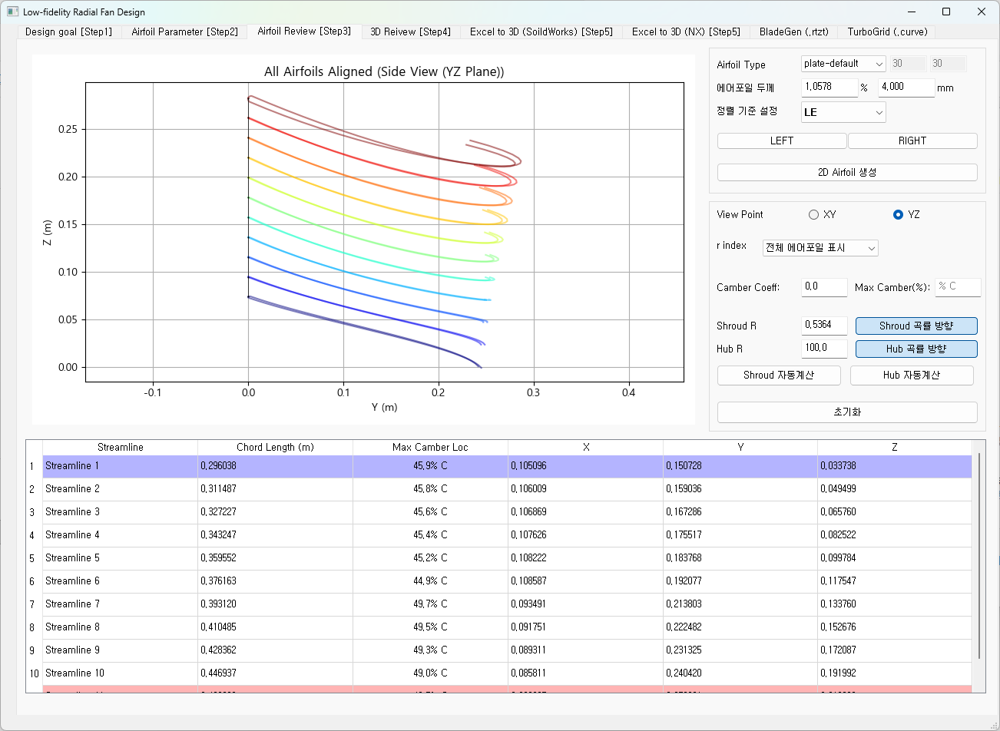 Low-fidelity Radial Fan Design
Design goal [Step1] Airfoil Parameter [Step2] Airfoil Review [Step3] 3D Reivew [Step4] Excel to 3D (SoildWorks) [Step5] Excel to 3D (NX) [Step5] BladeGen (.rtzt) TurboGrid (.curve)
All Airfoils Aligned (Side View (YZ Plane))
Z (m)
0.25
0.20
0.15
0.10
0.05
0.00
-0.1 0.0 0.1 0.2 0.3 0.4
Y (m)
Airfoil Type plate-default 30 30
에어포일 두께 1.0578 % 4.000 mm
정렬 기준 설정 LE
LEFT RIGHT
2D Airfoil 생성
View Point XY YZ
r index 전체 에어포일 표시
Camber Coeff: 0.0 Max Camber(%): % C
Shroud R 0.5364 Shroud 곡률 방향
Hub R 100.0 Hub 곡률 방향
Shroud 자동계산 Hub 자동계산
초기화
Streamline Chord Length (m) Max Camber Loc X Y Z
1 Streamline 1 0.296038 45.9% C 0.105096 0.150728 0.033738
2 Streamline 2 0.311487 45.8% C 0.106009 0.159036 0.049499
3 Streamline 3 0.327227 45.6% C 0.106869 0.167286 0.065760
4 Streamline 4 0.343247 45.4% C 0.107626 0.175517 0.082522
5 Streamline 5 0.359552 45.2% C 0.108222 0.183768 0.099784
6 Streamline 6 0.376163 44.9% C 0.108587 0.192077 0.117547
7 Streamline 7 0.393120 49.7% C 0.093491 0.213803 0.133760
8 Streamline 8 0.410485 49.5% C 0.091751 0.222482 0.152676
9 Streamline 9 0.428362 49.3% C 0.089311 0.231325 0.172087
10 Streamline 10 0.446937 49.0% C 0.085811 0.240420 0.191992